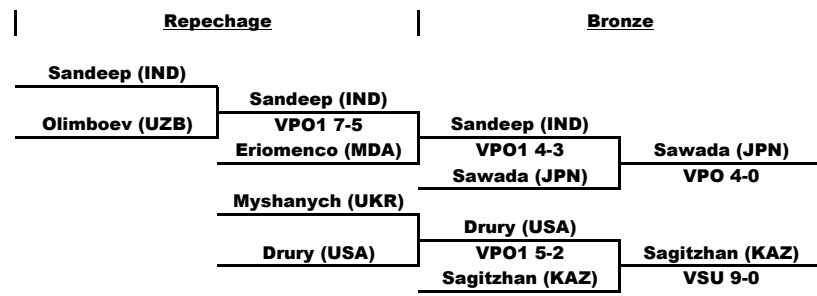 Repechage
Bronze
Sandeep (IND)
Olimboev (UZB)
Sandeep (IND)
VPO1 7-5
Eriomenco (MDA)
Sandeep (IND)
VPO1 4-3
Sawada (JPN)
Sawada (JPN)
VPO 4-0
Myshanych (UKR)
Drury (USA)
Drury (USA)
VPO1 5-2
Sagitzhan (KAZ)
Sagitzhan (KAZ)
VSU 9-0